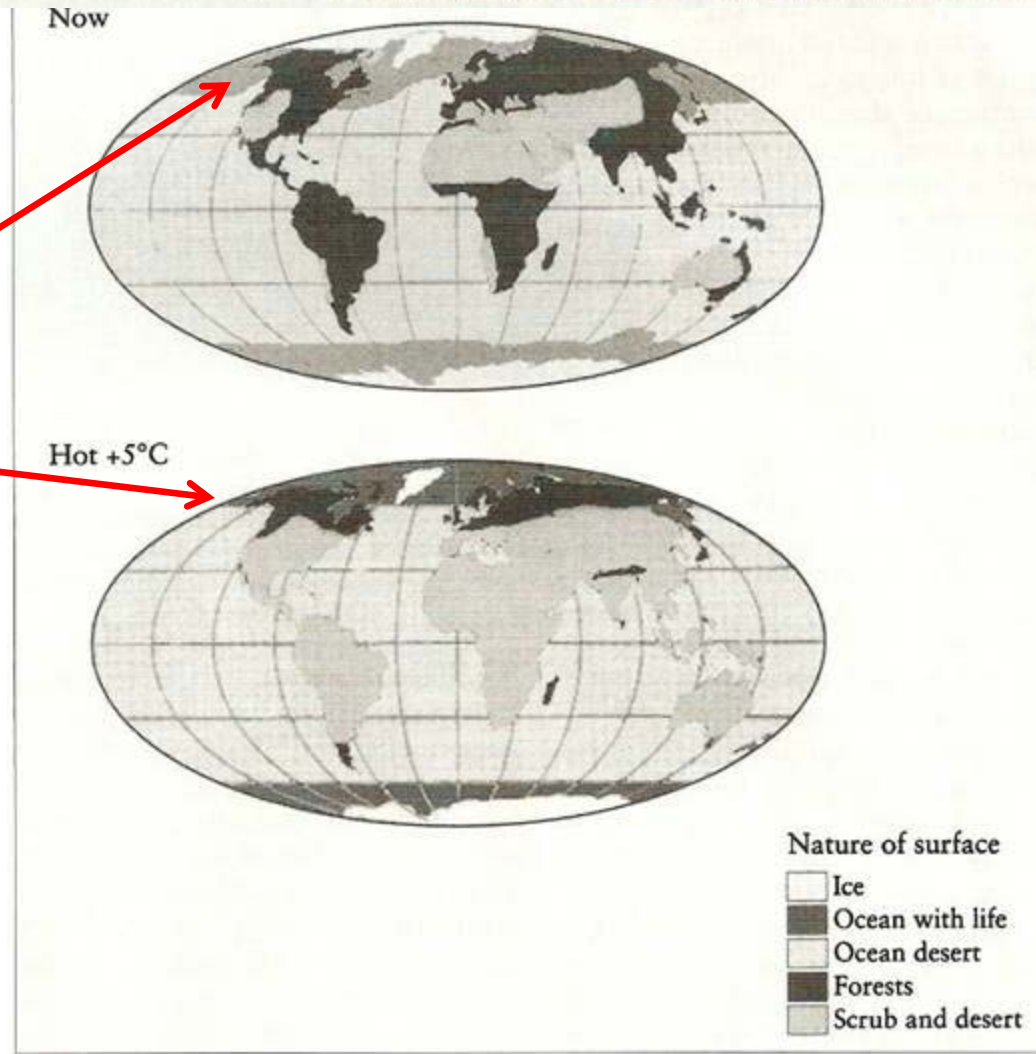 Now
Hot +5°C
Nature of surface
Ice
Ocean with life
Ocean desert
Forests
Scrub and desert